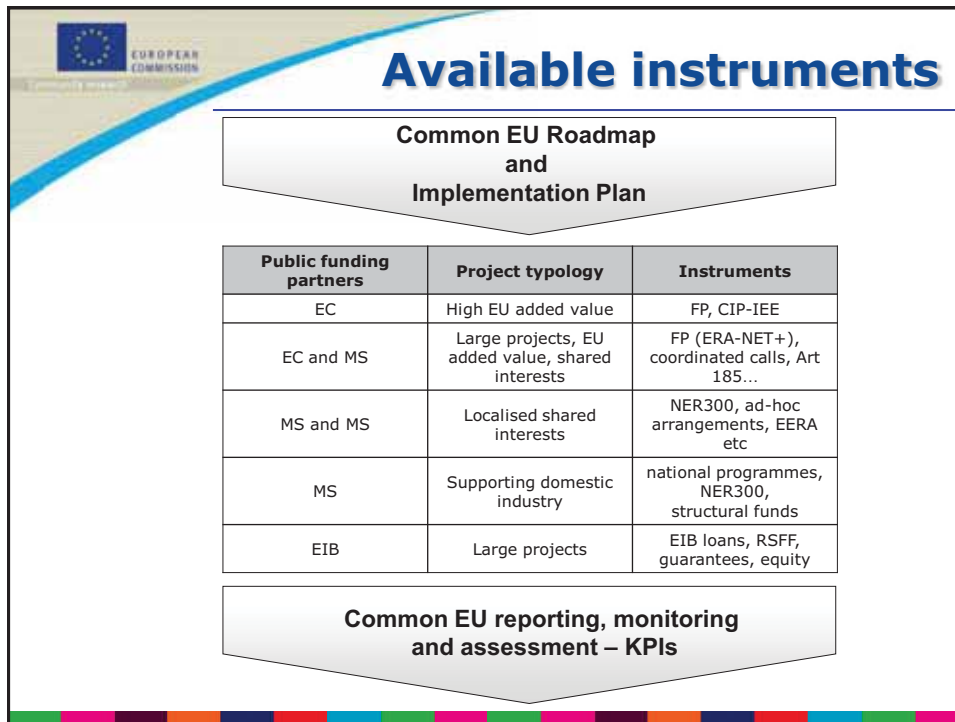 EUROPEAN
COMMISSION
Available instruments
Common EU Roadmap
and
Implementation Plan
Public funding
partners
Project typology
Instruments
EC
High EU added value
FP, CIP-IEE
EC and MS
Large projects, EU
added value, shared
interests
FP (ERA-NET+),
coordinated calls, Art
185...
MS and MS
Localised shared
interests
NER300, ad-hoc
arrangements, EERA
etc
MS
Supporting domestic
industry
national programmes,
NER300,
structural funds
EIB
Large projects
EIB loans, RSFF,
guarantees, equity
Common EU reporting, monitoring
and assessment – KPIs